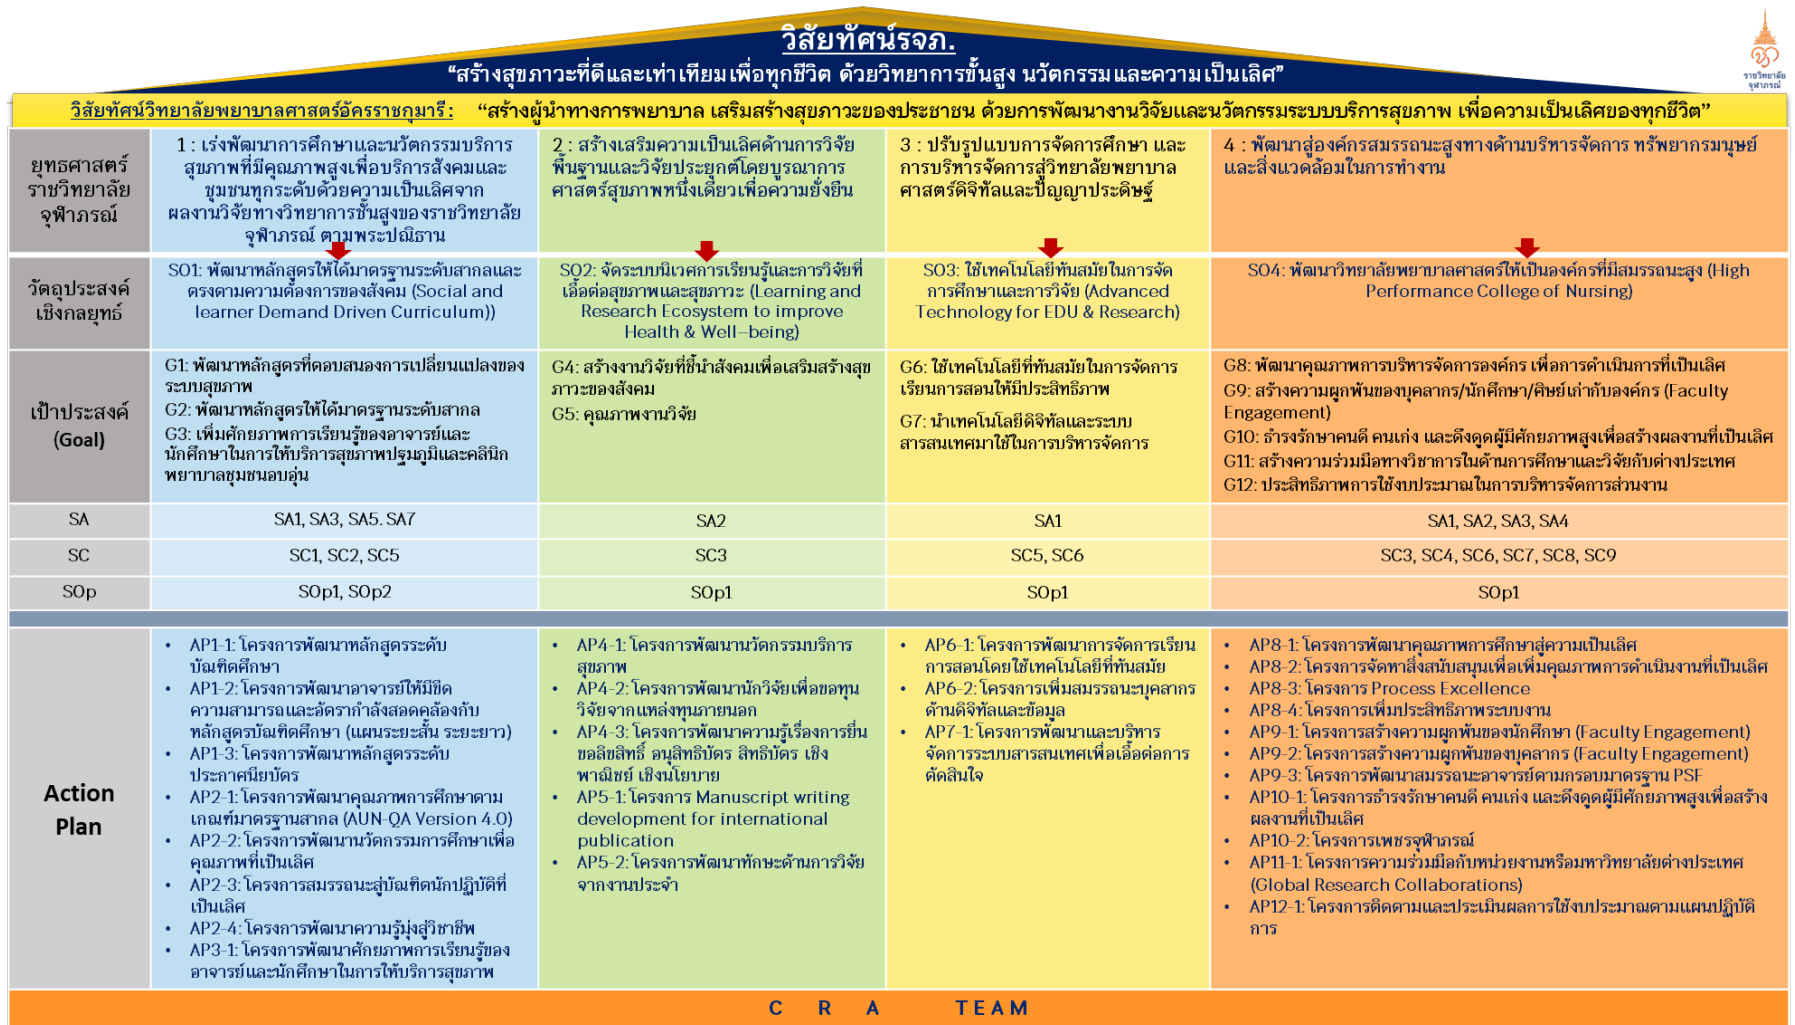 วิสัยทัศน์รจภ.
“สร้างสุขภาวะที่ดีและเท่าเทียมเพื่อทุกชีวิต ด้วยวิทยาการขั้นสูง นวัตกรรมและความเป็นเลิศ”
ราชวิทยาลัย
จุฬาภรณ์
วิสัยทัศน์วิทยาลัยพยาบาลศาสตร์อัครราชกุมารี : “สร้างผู้นำทางการพยาบาล เสริมสร้างสุขภาวะของประชาชน ด้วยการพัฒนางานวิจัยและนวัตกรรมระบบบริการสุขภาพ เพื่อความเป็นเลิศของทุกชีวิต”
ยุทธศาสตร์
ราชวิทยาลัย
จุฬาภรณ์
1 : เร่งพัฒนาการศึกษาและนวัตกรรมบริการ
สุขภาพที่มีคุณภาพสูงเพื่อบริการสังคมและ
ชุมชนทุกระดับด้วยความเป็นเลิศจาก
ผลงานวิจัยทางวิทยาการชั้นสูงของราชวิทยาลัย
จุฬาภรณ์ ตามพระปณิธาน
2 : สร้างเสริมความเป็นเลิศด้านการวิจัย
พื้นฐานและวิจัยประยุกต์โดยบูรณาการ
ศาสตร์สุขภาพหนึ่งเดียวเพื่อความยั่งยืน
3 : ปรับรูปแบบการจัดการศึกษา และ
การบริหารจัดการสู่วิทยาลัยพยาบาล
ศาสตร์ดิจิทัลและปัญญาประดิษฐ์
4 : พัฒนาสู่องค์กรสมรรถนะสูงทางด้านบริหารจัดการ ทรัพยากรมนุษย์
และสิ่งแวดล้อมในการทำงาน
วัตถุประสงค์
เชิงกลยุทธ์
SO1: พัฒนาหลักสูตรให้ได้มาตรฐานระดับสากลและ
ตรงตามความต้องการของสังคม (Social and
learner Demand Driven Curriculum))
SO2: จัดระบบนิเวศการเรียนรู้และการวิจัยที่
เอื้อต่อสุขภาพและสุขภาวะ (Learning and
Research Ecosystem to improve
Health & Well–being)
SO3: ใช้เทคโนโลยีทันสมัยในการจัด
การศึกษาและการวิจัย (Advanced
Technology for EDU & Research)
SO4: พัฒนาวิทยาลัยพยาบาลศาสตร์ให้เป็นองค์กรที่มีสมรรถนะสูง (High
Performance College of Nursing)
เป้าประสงค์
(Goal)
G1: พัฒนาหลักสูตรที่ตอบสนองการเปลี่ยนแปลงของ
ระบบสุขภาพ
G2: พัฒนาหลักสูตรให้ได้มาตรฐานระดับสากล
G3: เพิ่มศักยภาพการเรียนรู้ของอาจารย์และ
นักศึกษาในการให้บริการสุขภาพปฐมภูมิและคลินิก
พยาบาลชุมชนอบอุ่น
G4: สร้างงานวิจัยที่ชี้นำสังคมเพื่อเสริมสร้างสุข
ภาวะของสังคม
G5: คุณภาพงานวิจัย
G6: ใช้เทคโนโลยีที่ทันสมัยในการจัดการ
เรียนการสอนให้มีประสิทธิภาพ
G7: นำเทคโนโลยีดิจิทัลและระบบ
สารสนเทศมาใช้ในการบริหารจัดการ
G8: พัฒนาคุณภาพการบริหารจัดการองค์กร เพื่อการดำเนินการที่เป็นเลิศ
G9: สร้างความผูกพันของบุคลากร/นักศึกษา/ศิษย์เก่ากับองค์กร (Faculty
Engagement)
G10: ธำรงรักษาคนดี คนเก่ง และดึงดูดผู้มีศักยภาพสูงเพื่อสร้างผลงานที่เป็นเลิศ
G11: สร้างความร่วมมือทางวิชาการในด้านการศึกษาและวิจัยกับต่างประเทศ
G12: ประสิทธิภาพการใช้งบประมาณในการบริหารจัดการส่วนงาน
SA
SA1, SA3, SA5. SA7
SA2
SA1
SA1, SA2, SA3, SA4
SC
SC1, SC2, SC5
SC3
SC5, SC6
SC3, SC4, SC6, SC7, SC8, SC9
SOp
SOp1, SOp2
SOp1
SOp1
SOp1
Action
Plan
• AP1-1: โครงการพัฒนาหลักสูตรระดับ
บัณฑิตศึกษา
• AP1-2: โครงการพัฒนาอาจารย์ให้มีขีด
ความสามารถและอัตรากำลังสอดคล้องกับ
หลักสูตรบัณฑิตศึกษา (แผนระยะสั้น ระยะยาว)
• AP1-3: โครงการพัฒนาหลักสูตรระดับ
ประกาศนียบัตร
• AP2-1: โครงการพัฒนาคุณภาพการศึกษาตาม
เกณฑ์มาตรฐานสากล (AUN-QA Version 4.0)
• AP2-2: โครงการพัฒนานวัตกรรมการศึกษาเพื่อ
คุณภาพที่เป็นเลิศ
• AP2-3: โครงการสมรรถนะสู่บัณฑิตนักปฏิบัติที่
เป็นเลิศ
• AP2-4: โครงการพัฒนาความรู้มุ่งสู่วิชาชีพ
• AP3-1: โครงการพัฒนาศักยภาพการเรียนรู้ของ
อาจารย์และนักศึกษาในการให้บริการสุขภาพ
• AP4-1: โครงการพัฒนานวัตกรรมบริการ
สุขภาพ
• AP4-2: โครงการพัฒนานักวิจัยเพื่อขอทุน
วิจัยจากแหล่งทุนภายนอก
• AP4-3: โครงการพัฒนาความรู้เรื่องการยื่น
ขอลิขสิทธิ์ อนุสิทธิบัตร สิทธิบัตร เชิง
พาณิชย์ เชิงนโยบาย
• AP5-1: โครงการ Manuscript writing
development for international
publication
• AP5-2: โครงการพัฒนาทักษะด้านการวิจัย
จากงานประจำ
• AP6-1: โครงการพัฒนาการจัดการเรียน
การสอนโดยใช้เทคโนโลยีที่ทันสมัย
• AP6-2: โครงการเพิ่มสมรรถนะบุคลากร
ด้านดิจิทัลและข้อมูล
• AP7-1: โครงการพัฒนาและบริหาร
จัดการระบบสารสนเทศเพื่อเอื้อต่อการ
ตัดสินใจ
• AP8-1: โครงการพัฒนาคุณภาพการศึกษาสู่ความเป็นเลิศ
• AP8-2: โครงการจัดหาสิ่งสนับสนุนเพื่อเพิ่มคุณภาพการดำเนินงานที่เป็นเลิศ
• AP8-3: โครงการ Process Excellence
• AP8-4: โครงการเพิ่มประสิทธิภาพระบบงาน
• AP9-1: โครงการสร้างความผูกพันของนักศึกษา (Faculty Engagement)
• AP9-2: โครงการสร้างความผูกพันของบุคลากร (Faculty Engagement)
• AP9-3: โครงการพัฒนาสมรรถนะอาจารย์ตามกรอบมาตรฐาน PSF
• AP10-1: โครงการธำรงรักษาคนดี คนเก่ง และดึงดูดผู้มีศักยภาพสูงเพื่อสร้าง
ผลงานที่เป็นเลิศ
• AP10-2: โครงการเพชรจุฬาภรณ์
• AP11-1: โครงการความร่วมมือกับหน่วยงานหรือมหาวิทยาลัยต่างประเทศ
(Global Research Collaborations)
• AP12-1: โครงการติดตามและประเมินผลการใช้งบประมาณตามแผนปฏิบัติ
การ
C R A TEAM